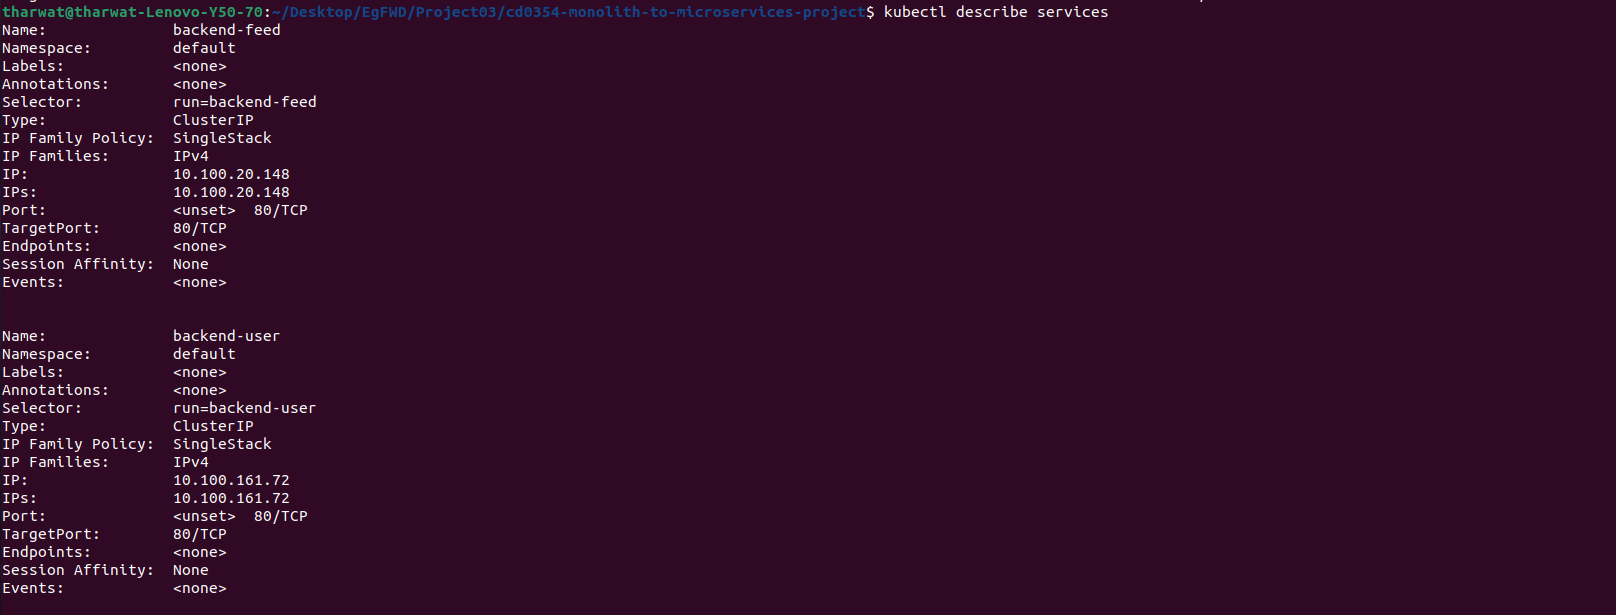 tharwat@tharwat-Lenovo-Y50-70:~/Desktop/EgFWD/Project03/cd0354-monolith-to-microservices-project$ kubectl describe services
Name:              backend-feed
Namespace:         default
Labels:            <none>
Annotations:       <none>
Selector:          run=backend-feed
Type:              ClusterIP
IP Family Policy:  SingleStack
IP Families:       IPv4
IP:                10.100.20.148
IPs:               10.100.20.148
Port:              <unset>  80/TCP
TargetPort:        80/TCP
Endpoints:         <none>
Session Affinity:  None
Events:            <none>
Name:              backend-user
Namespace:         default
Labels:            <none>
Annotations:       <none>
Selector:          run=backend-user
Type:              ClusterIP
IP Family Policy:  SingleStack
IP Families:       IPv4
IP:                10.100.161.72
IPs:               10.100.161.72
Port:              <unset>  80/TCP
TargetPort:        80/TCP
Endpoints:         <none>
Session Affinity:  None
Events:            <none>